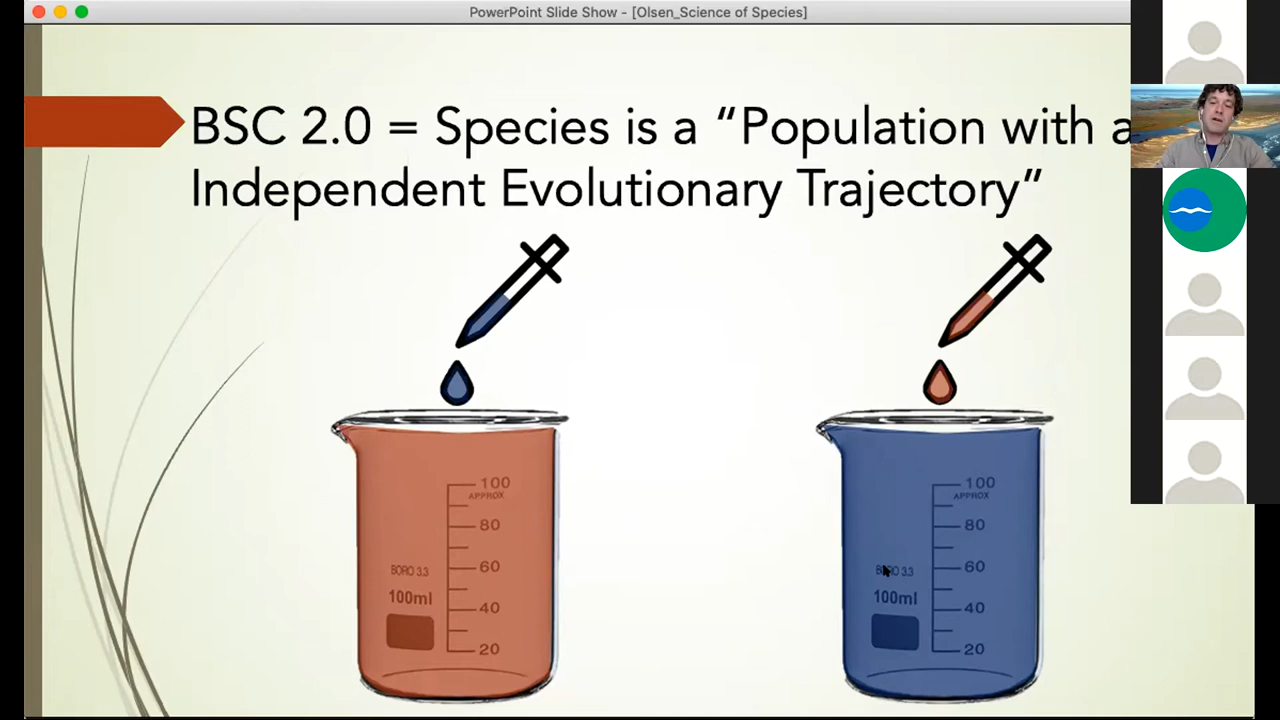 PowerPoint Slide Show - [Olsen_Science of Species]
BSC 2.0 = Species is a “Population with a
Independent Evolutionary Trajectory”
100
APPROX
80
BORO 3.3
60
100ml
40
20
100
APPROX
80
60
100ml
40
20